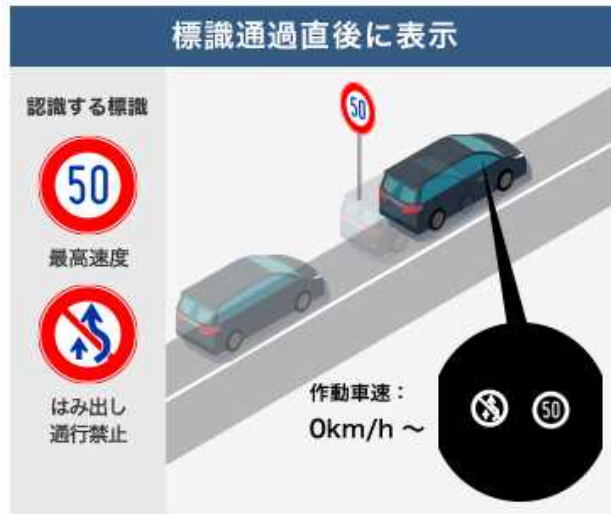 標識通過直後に表示
認識する標識
50
最高速度
はみ出し
通行禁止
50
作動車速：
0km/h ～
50